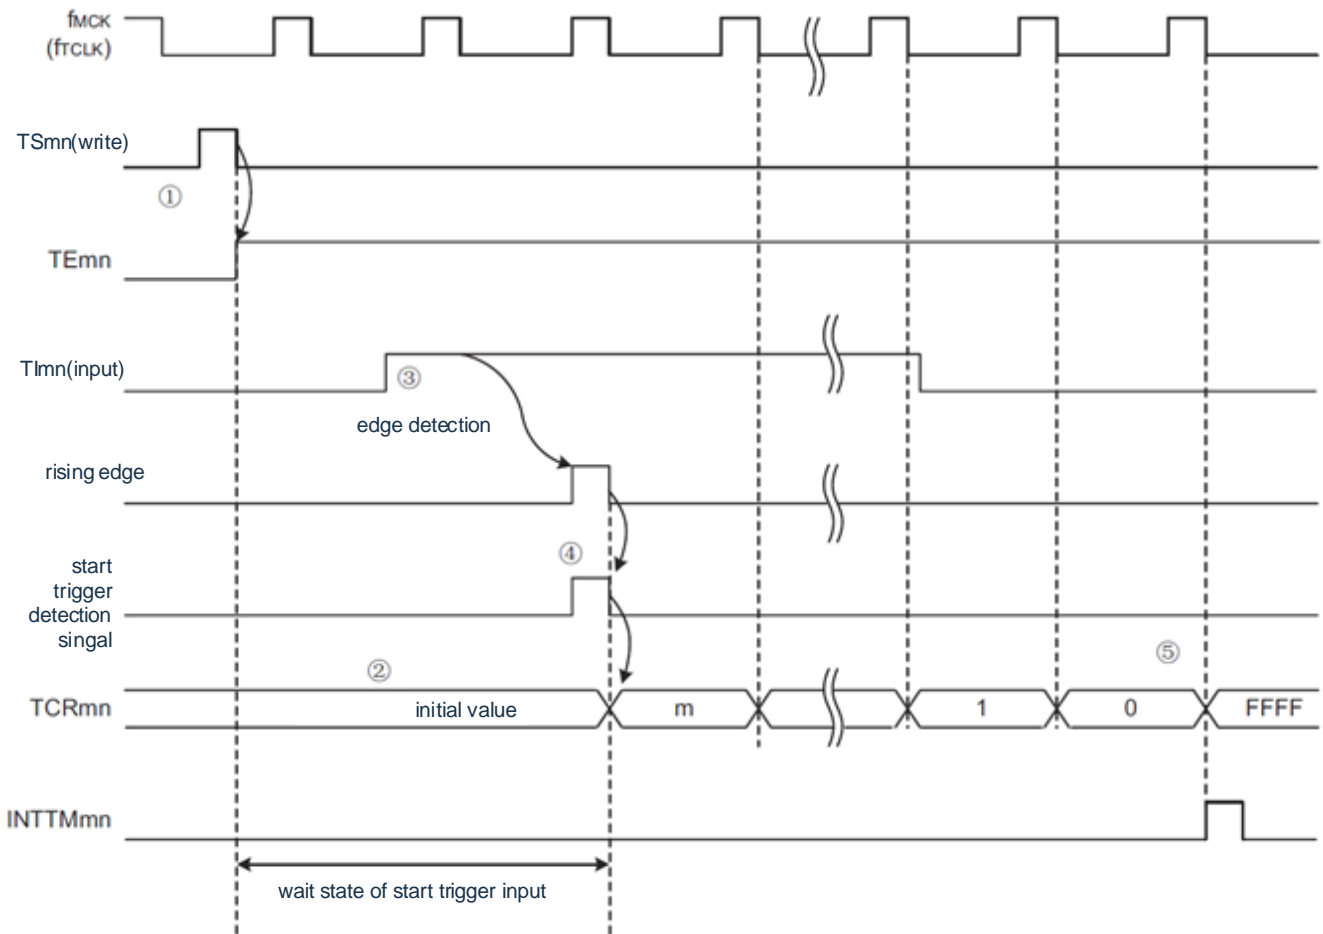 fMCK
(fTCLK)
TSmn(write)
①
TEmn
TImn(input)
③
edge detection
rising edge
④
start
trigger
detection
singal
②
⑤
TCRmn
initial value
m
1
0
FFFF
INTTMmn
wait state of start trigger input